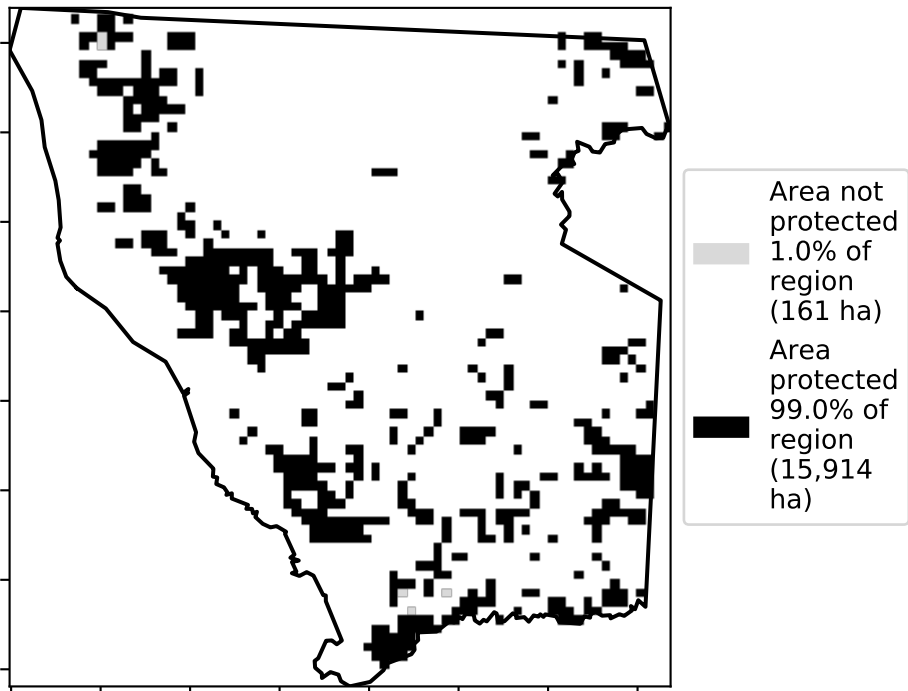 Area not
protected
1.0% of
region
(161 ha)
Area
protected
99.0% of
region
(15,914
ha)